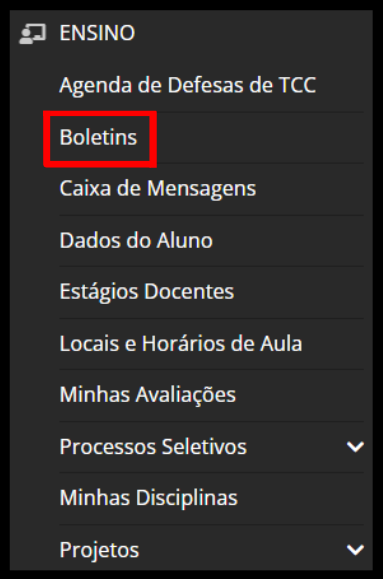 ENSINO
Agenda de Defesas de TCC
Boletins
Caixa de Mensagens
Dados do Aluno
Estágios Docentes
Locais e Horários de Aula
Minhas Avaliações
Processos Seletivos
Minhas Disciplinas
Projetos